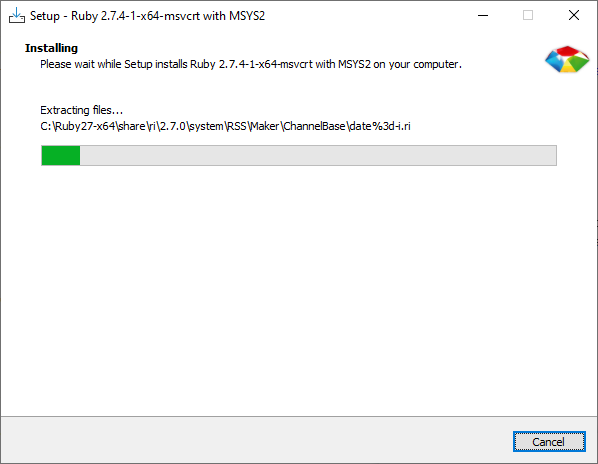 Setup - Ruby 2.7.4-1-x64-msvcrt with MSYS2
Installing
Please wait while Setup installs Ruby 2.7.4-1-x64-msvcrt with MSYS2 on your computer.
Extracting files...
C:\Ruby27-x64\share\ri\2.7.0\system\RSS\Maker\ChannelBase\date%3d-i.ri
Cancel